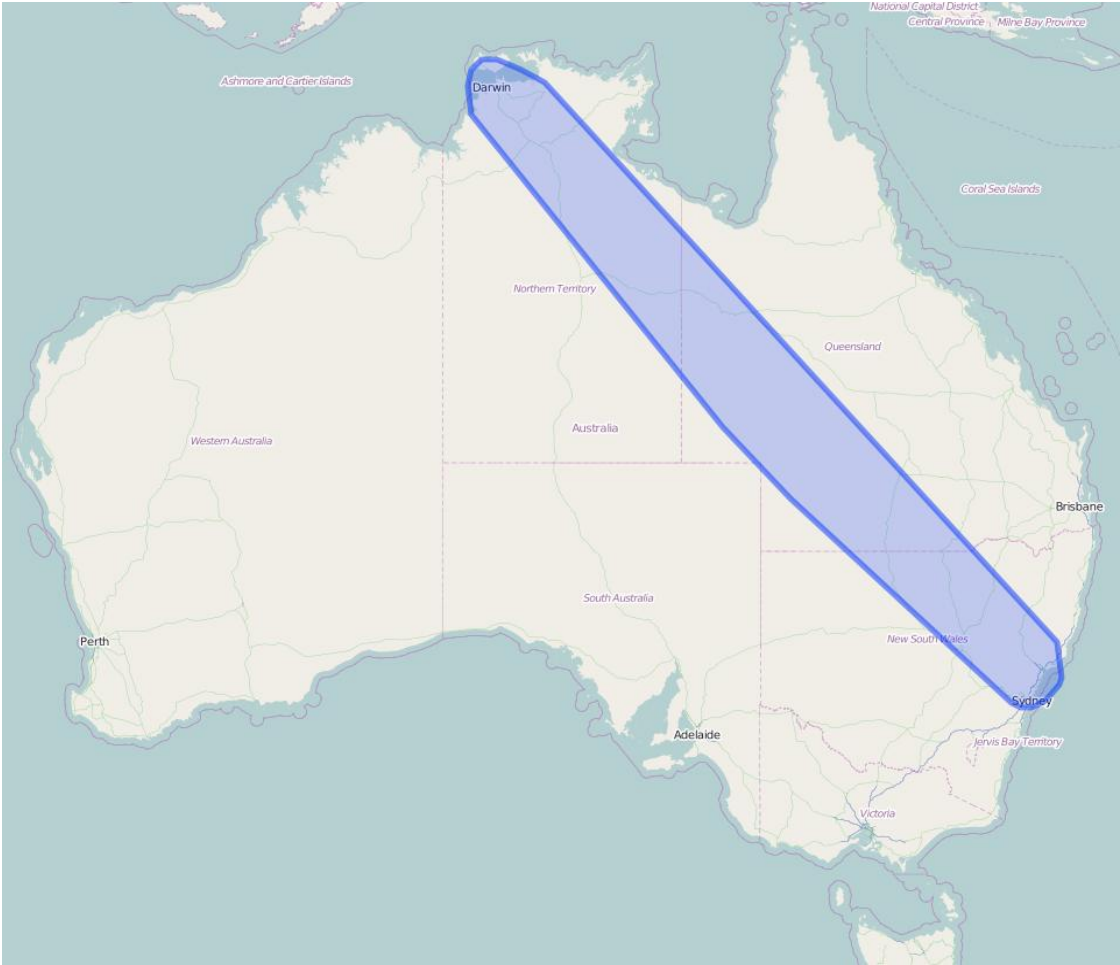 National Capital District
Central Province
Milne Bay Province
Ashmore and Cartier Islands
Darwin
Coral Sea Islands
Northern Territory
Queensland
Australia
Western Australia
Brisbane
South Australia
Perth
New South Wales
Sydney
Adelaide
Jervis Bay Territory
Victoria